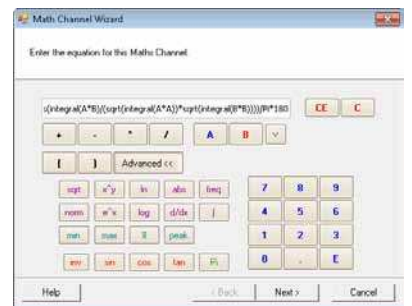 Math Channel Wizard
Enter the equation for this Maths Channel.
s(integral(A*B)/(sqrt(integral(A*A))*sqrt(integral(B*B))))/PI*180
CE C
+ - * / A B
( ) Advanced <<
sqrt x^y ln abs freq 7 8 9
norm e^x log d/dx ∫ 4 5 6
min max peak 1 2 3
inv sin cos tan Pi 0 . E
Help < Back Next > Cancel